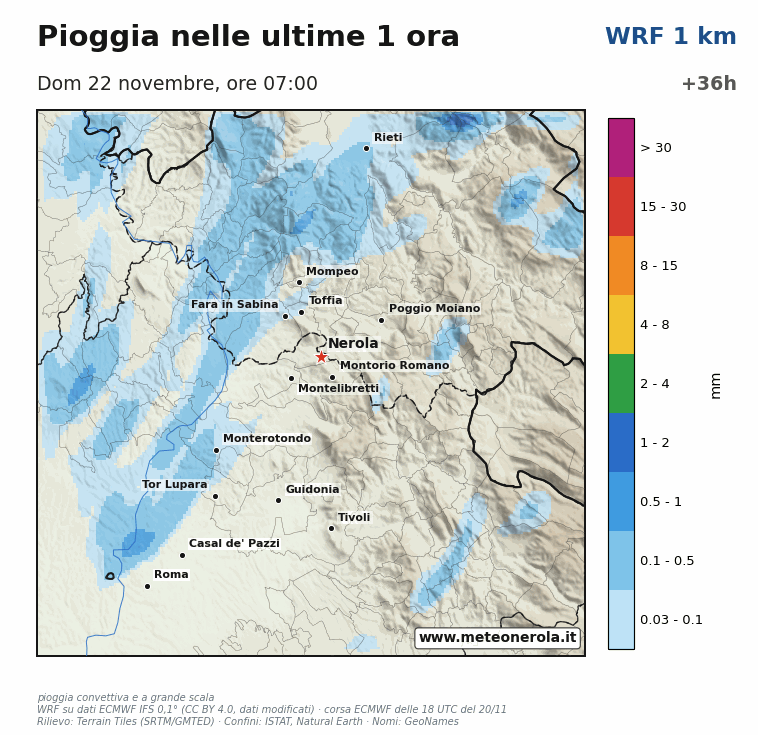 Pioggia nelle ultime 1 ora
WRF 1 km
Dom 22 novembre, ore 07:00
+36h
Rieti
Mompeo
Fara in Sabina
Toffia
Poggio Moiano
Nerola
Montorio Romano
Montelibretti
Monterotondo
Tor Lupara
Guidonia
Tivoli
Casal de' Pazzi
Roma
www.meteonerola.it
> 30
15 - 30
8 - 15
4 - 8
2 - 4
1 - 2
0.5 - 1
0.1 - 0.5
0.03 - 0.1
mm
pioggia convettiva e a grande scala
WRF su dati ECMWF IFS 0,1° (CC BY 4.0, dati modificati) · corsa ECMWF delle 18 UTC del 20/11
Rilievo: Terrain Tiles (SRTM/GMTED) · Confini: ISTAT, Natural Earth · Nomi: GeoNames